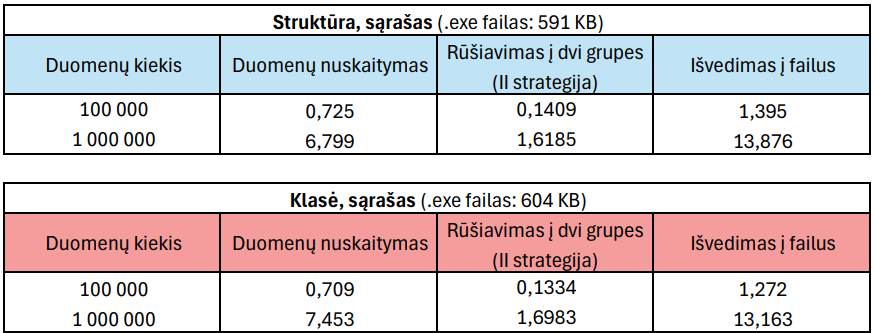 Struktūra, sąrašas (.exe failas: 591 KB)
Duomenų kiekis Duomenų nuskaitymas Rūšiavimas į dvi grupes (II strategija) Išvedimas į failus
100 000 0,725 0,1409 1,395
1 000 000 6,799 1,6185 13,876
Klasė, sąrašas (.exe failas: 604 KB)
Duomenų kiekis Duomenų nuskaitymas Rūšiavimas į dvi grupes (II strategija) Išvedimas į failus
100 000 0,709 0,1334 1,272
1 000 000 7,453 1,6983 13,163